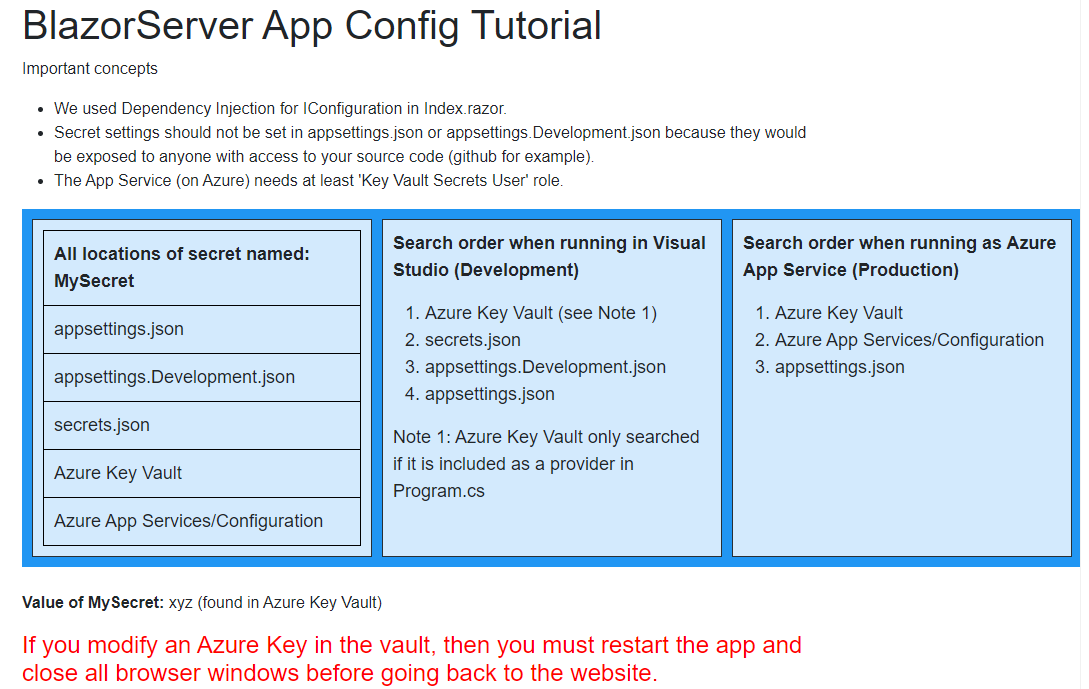 BlazorServer App Config Tutorial
Important concepts
• We used Dependency Injection for IConfiguration in Index.razor.
• Secret settings should not be set in appsettings.json or appsettings.Development.json because they would
be exposed to anyone with access to your source code (github for example).
• The App Service (on Azure) needs at least 'Key Vault Secrets User' role.
All locations of secret named:
MySecret
appsettings.json
appsettings.Development.json
secrets.json
Azure Key Vault
Azure App Services/Configuration
Search order when running in Visual
Studio (Development)
1. Azure Key Vault (see Note 1)
2. secrets.json
3. appsettings.Development.json
4. appsettings.json
Note 1: Azure Key Vault only searched
if it is included as a provider in
Program.cs
Search order when running as Azure
App Service (Production)
1. Azure Key Vault
2. Azure App Services/Configuration
3. appsettings.json
Value of MySecret: xyz (found in Azure Key Vault)
If you modify an Azure Key in the vault, then you must restart the app and
close all browser windows before going back to the website.